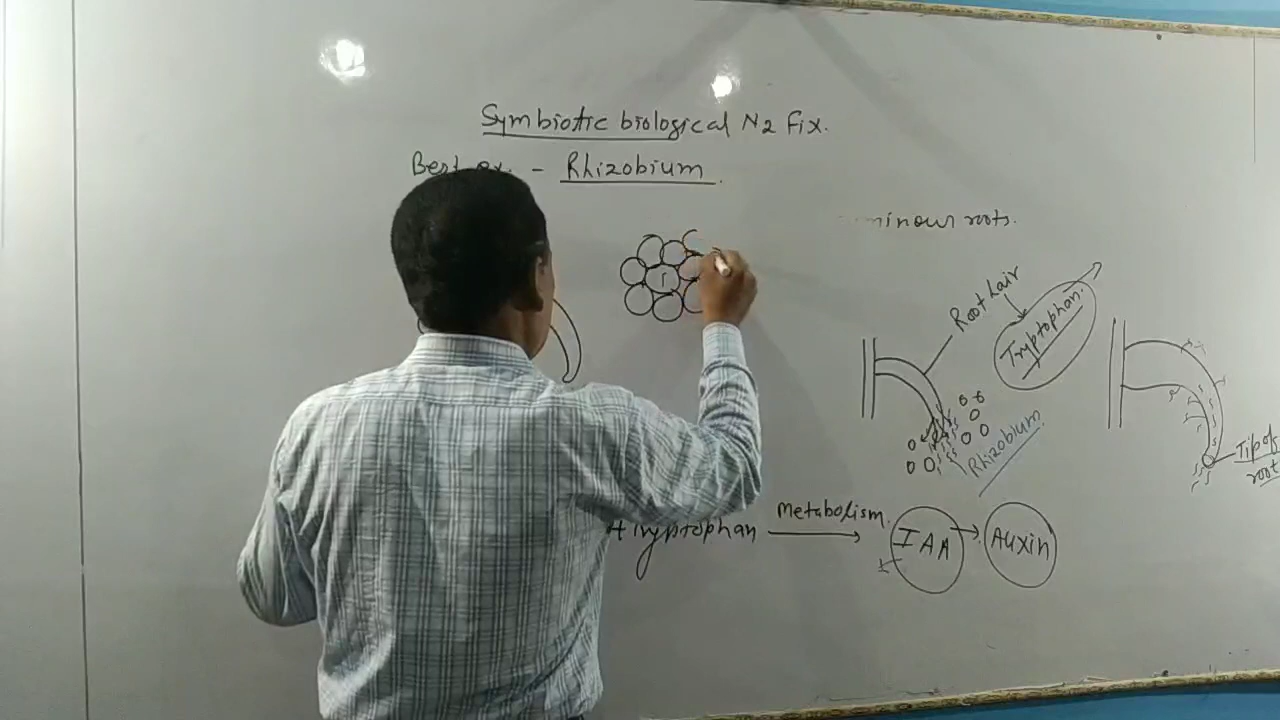 Symbiotic biological N2 Fix.
Best ex. - Rhizobium
minour roots.
Root hair
Tryptophan.
Rhizobium
Tip of
root
Tryptophan metabolism. IAA Auxin